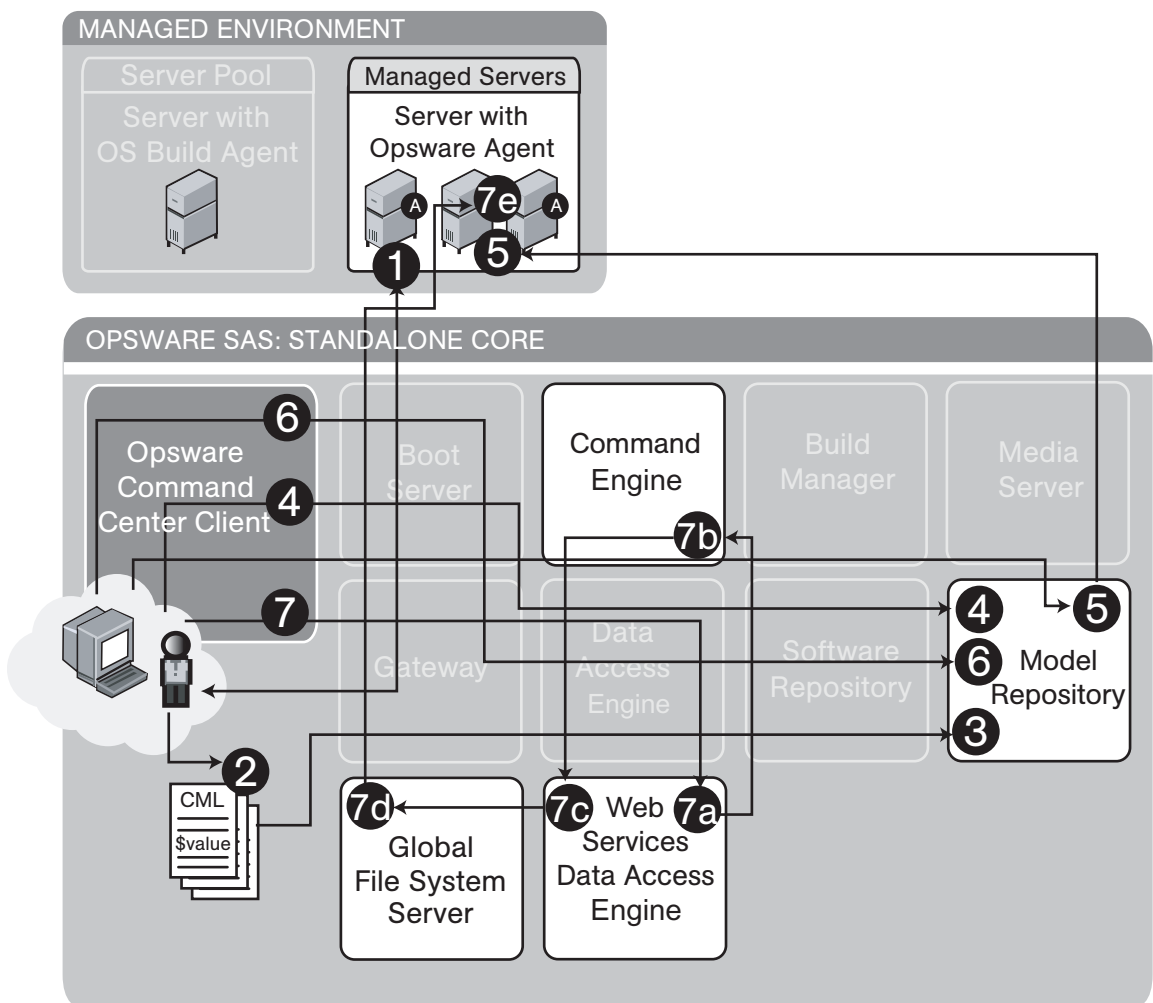 MANAGED ENVIRONMENT
Server Pool
Server with
OS Build Agent
Managed Servers
Server with
Opsware Agent
A
7e
A
1
5
OPSWARE SAS: STANDALONE CORE
6
Opsware
Command
Center Client
4
7
Boot
Server
Command
Engine
7b
Build
Manager
Media
Server
Gateway
Data
Access
Engine
Software
Repository
4
5
6
Model
Repository
3
2
CML
$value
7d
Global
File System
Server
7c
Web
7a
Services
Data Access
Engine